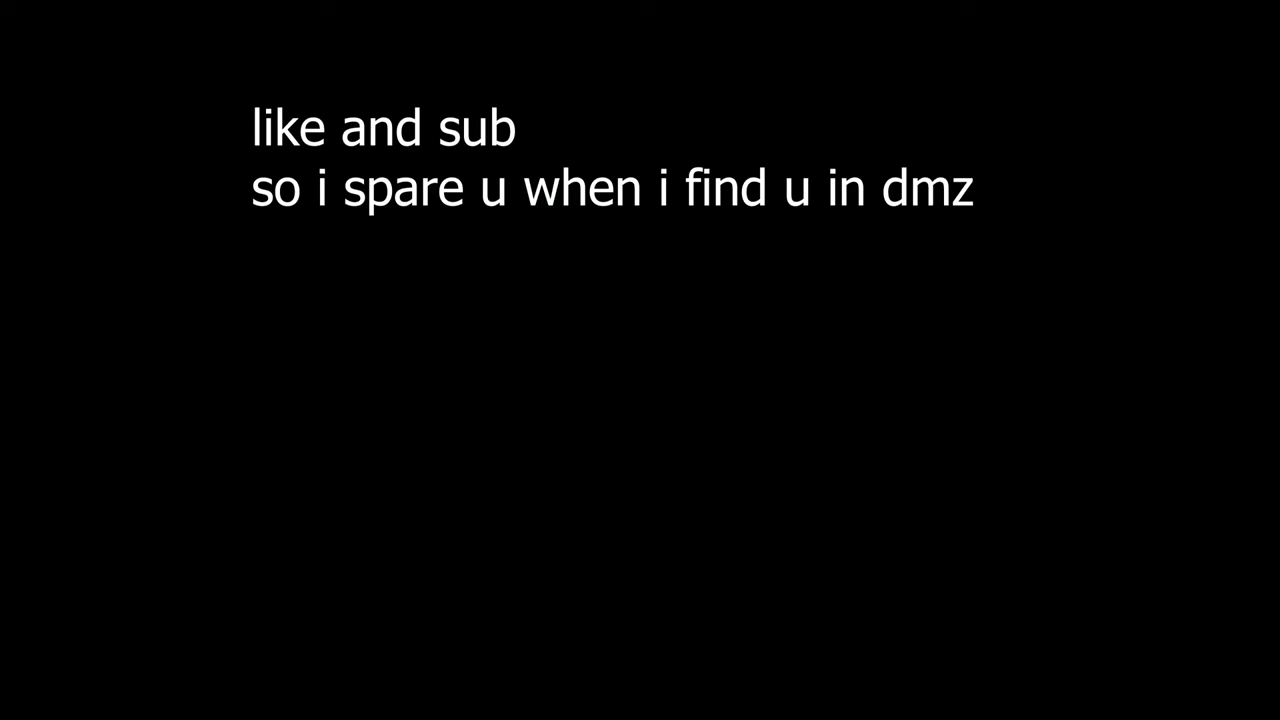 like and sub
so i spare u when i find u in dmz